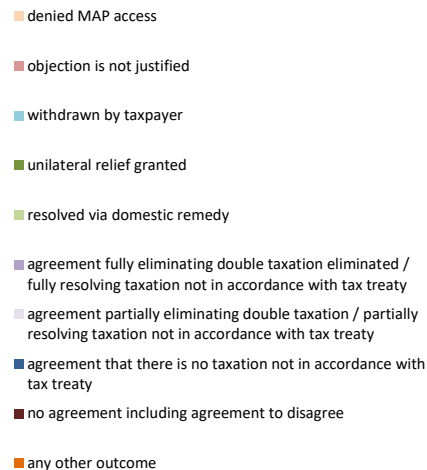 denied MAP access
objection is not justified
withdrawn by taxpayer
unilateral relief granted
resolved via domestic remedy
agreement fully eliminating double taxation eliminated /
fully resolving taxation not in accordance with tax treaty
agreement partially eliminating double taxation / partially
resolving taxation not in accordance with tax treaty
agreement that there is no taxation not in accordance with
tax treaty
no agreement including agreement to disagree
any other outcome